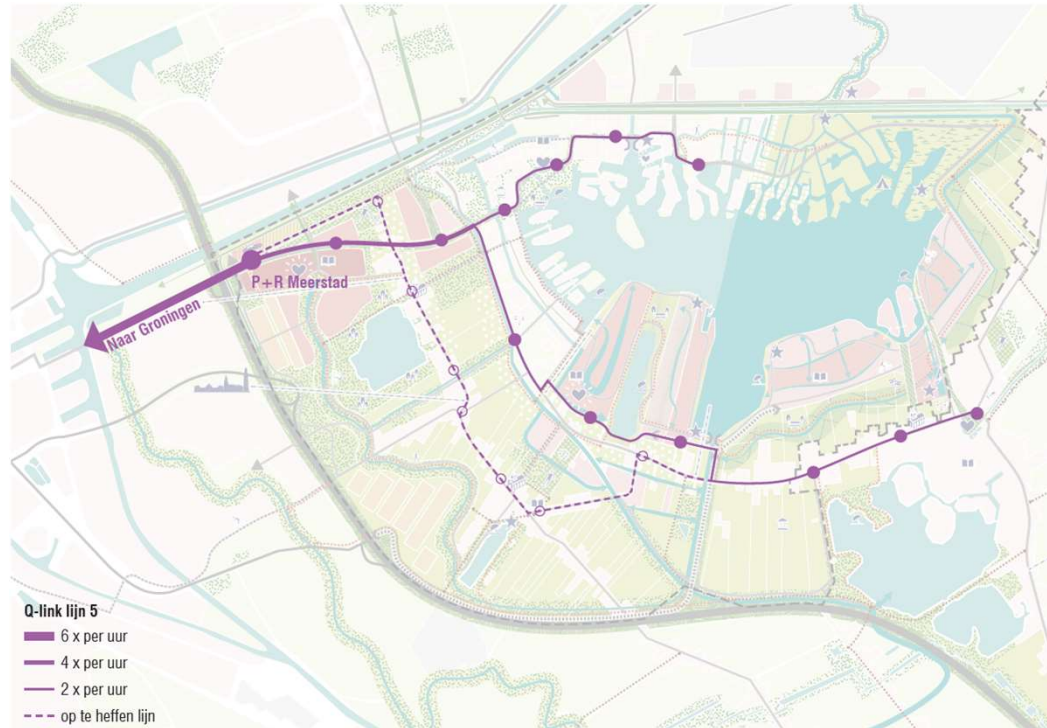 P+R Meerstad
Naar Groningen
Q-link lijn 5
6 x per uur
4 x per uur
2 x per uur
op te heffen lijn